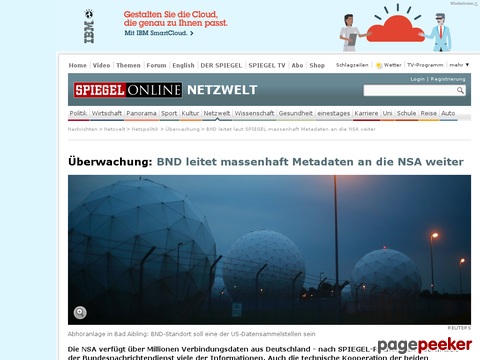 IBM
Gestalten Sie die Cloud,
die genau zu Ihnen passt.
Mit IBM SmartCloud.
Home Themen Forum English DER SPIEGEL SPIEGEL TV Abo Shop Schlagzeilen Wetter TV-Programm mehr
Login | Registrierung
SPIEGEL ONLINE NETZWELT
Politik Wirtschaft Panorama Sport Kultur Netzwelt Wissenschaft Gesundheit einestages Karriere Uni Schule Reise Auto
Nachrichten > Netzwelt > Netzpolitik > Überwachung > BND leitet laut SPIEGEL massenhaft Metadaten an die NSA weiter
Überwachung: BND leitet massenhaft Metadaten an die NSA weiter
REUTERS
Abhöranlage in Bad Aibling: BND-Standort soll eine der US-Datensammelstellen sein
Die NSA verfügt über Millionen Verbindungsdaten aus Deutschland - nach SPIEGEL-
der Bundesnachrichtendienst viele der Informationen. Auch die technische Kooperation der beiden
pagepeeker